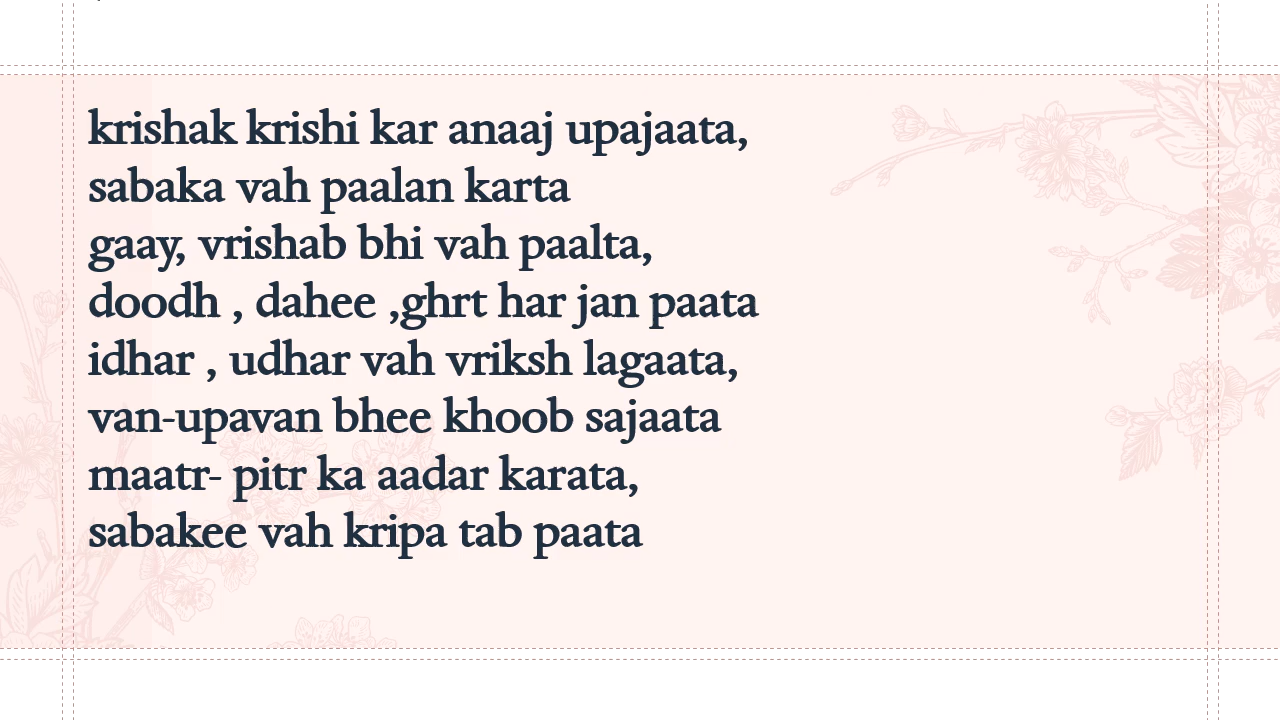 krishak krishi kar anaaj upajaata,
sabaka vah paalan karta
gaay, vrishab bhi vah paalta,
doodh , dahee ,ghrt har jan paata
idhar , udhar vah vriksh lagaata,
van-upavan bhee khoob sajaata
maatr- pitr ka aadar karata,
sabakee vah kripa tab paata